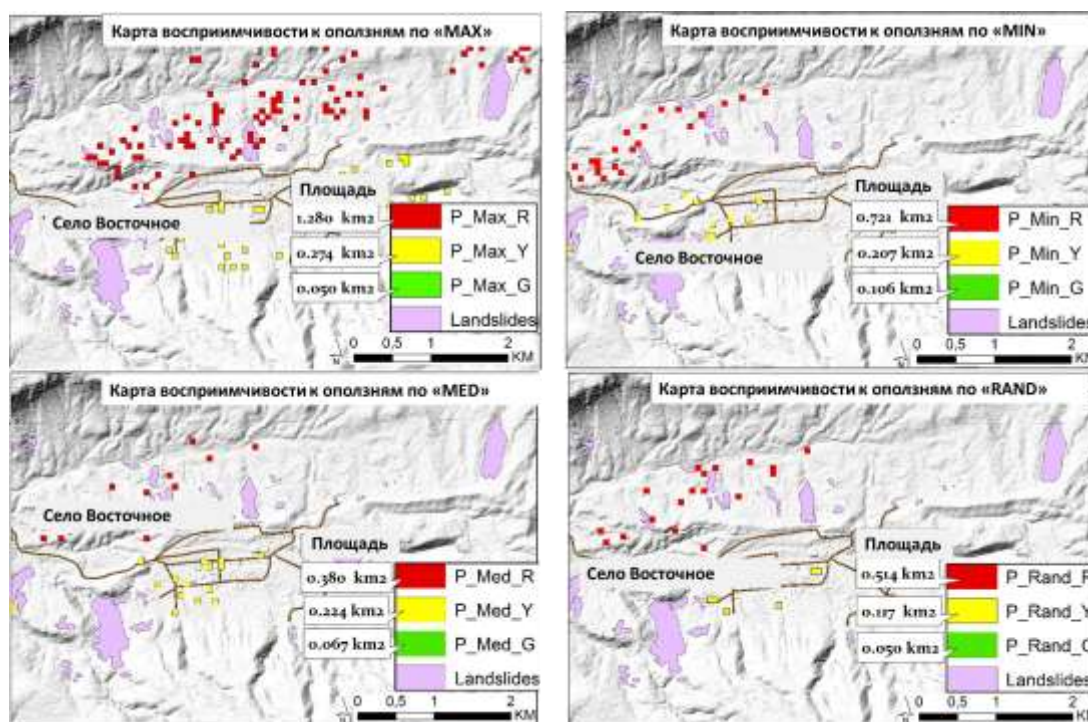 Карта восприимчивости к оползням по «MAX»
Село Восточное
Площадь
1.280 km2
0.274 km2
0.050 km2
P_Max_R
P_Max_Y
P_Max_G
Landslides
0 0,5 1 2
KM
N
Карта восприимчивости к оползням по «MIN»
Село Восточное
Площадь
0.721 km2
0.207 km2
0.106 km2
P_Min_R
P_Min_Y
P_Min_G
Landslides
0 0,5 1 2
KM
N
Карта восприимчивости к оползням по «MED»
Село Восточное
Площадь
0.380 km2
0.224 km2
0.067 km2
P_Med_R
P_Med_Y
P_Med_G
Landslides
0 0,5 1 2
KM
Карта восприимчивости к оползням по «RAND»
Село Восточное
Площадь
0.514 km2
0.117 km2
0.050 km2
P_Rand_R
P_Rand_Y
P_Rand_G
Landslides
0 0,5 1 2
KM